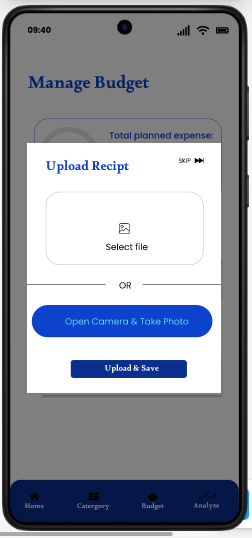 09:40
Manage Budget
Total planned expense:
Upload Recipt
SKIP
Select file
OR
Open Camera & Take Photo
Upload & Save
Home
Catergory
Budget
Analyze